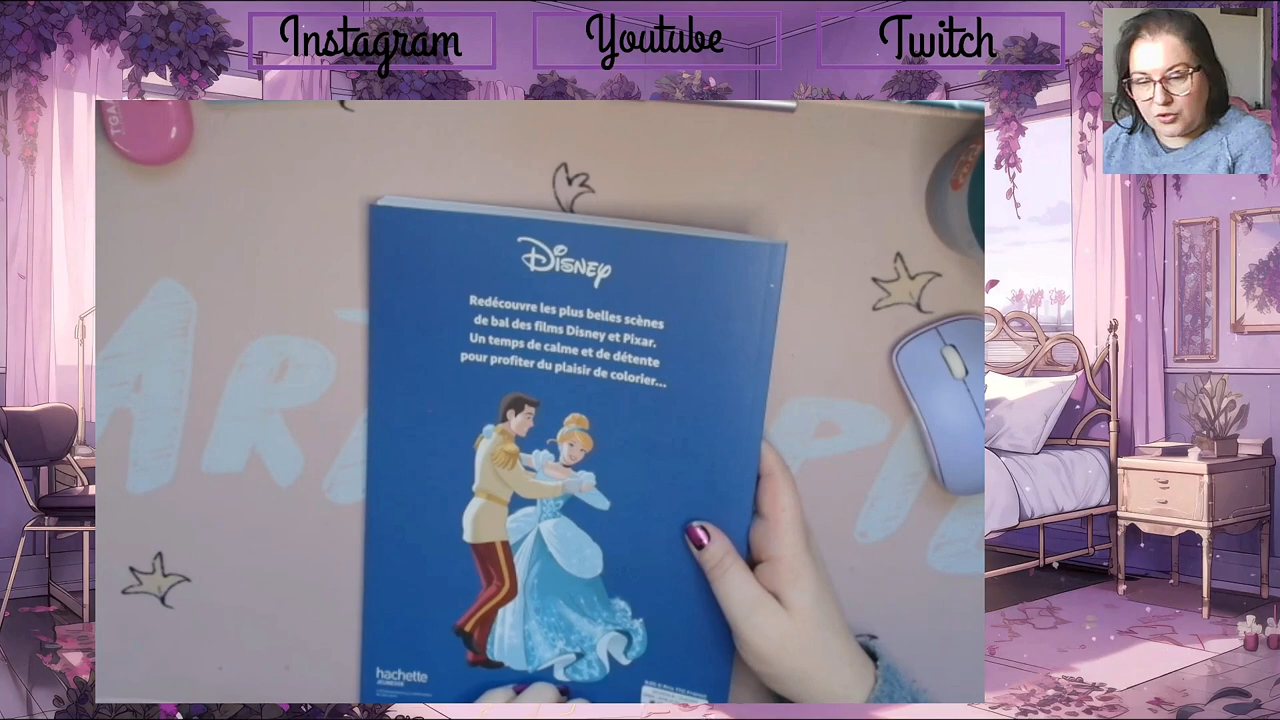 Instagram
Youtube
Twitch
DISNEY
Redécouvre les plus belles scènes
de bal des films Disney et Pixar.
Un temps de calme et de détente
pour profiter du plaisir de colorier...
hachette
JEUNESSE